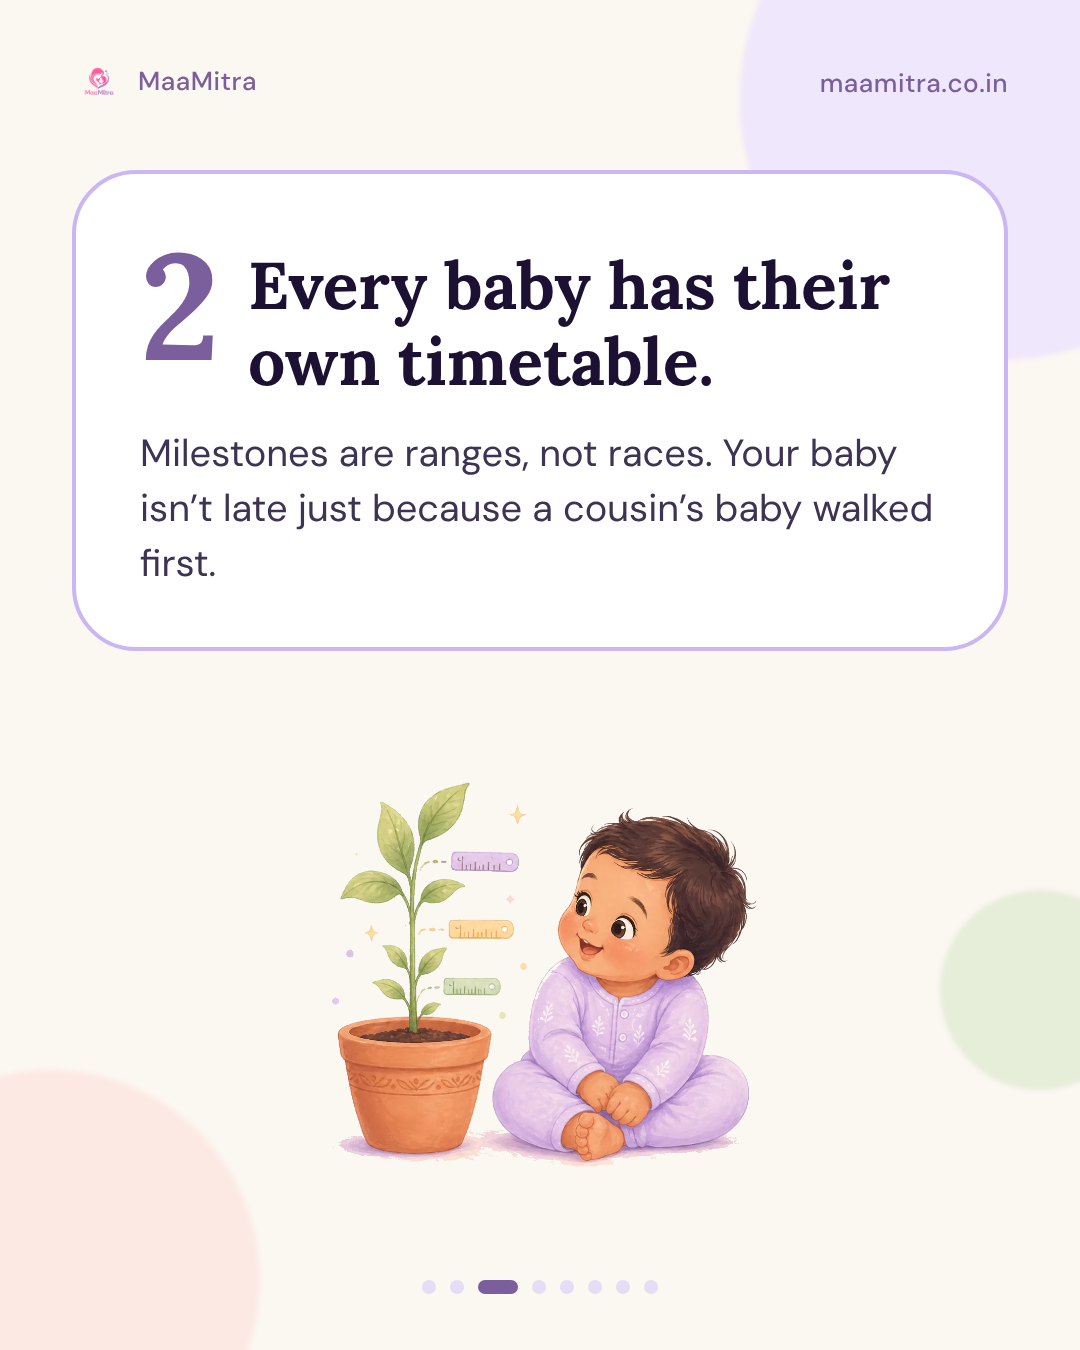 MaaMitra
MaaMitra
maamitra.co.in
2
Every baby has their
own timetable.
Milestones are ranges, not races. Your baby
isn’t late just because a cousin’s baby walked
first.